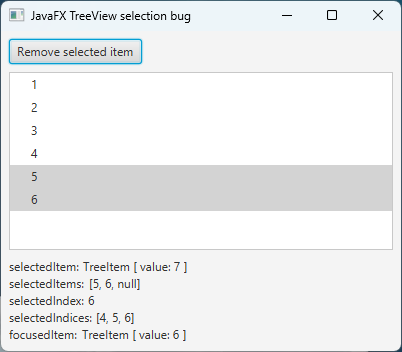 JavaFX TreeView selection bug
Remove selected item
1
2
3
4
5
6
selectedItem: TreeItem [ value: 7 ]
selectedItems: [5, 6, null]
selectedIndex: 6
selectedIndices: [4, 5, 6]
focusedItem: TreeItem [ value: 6 ]